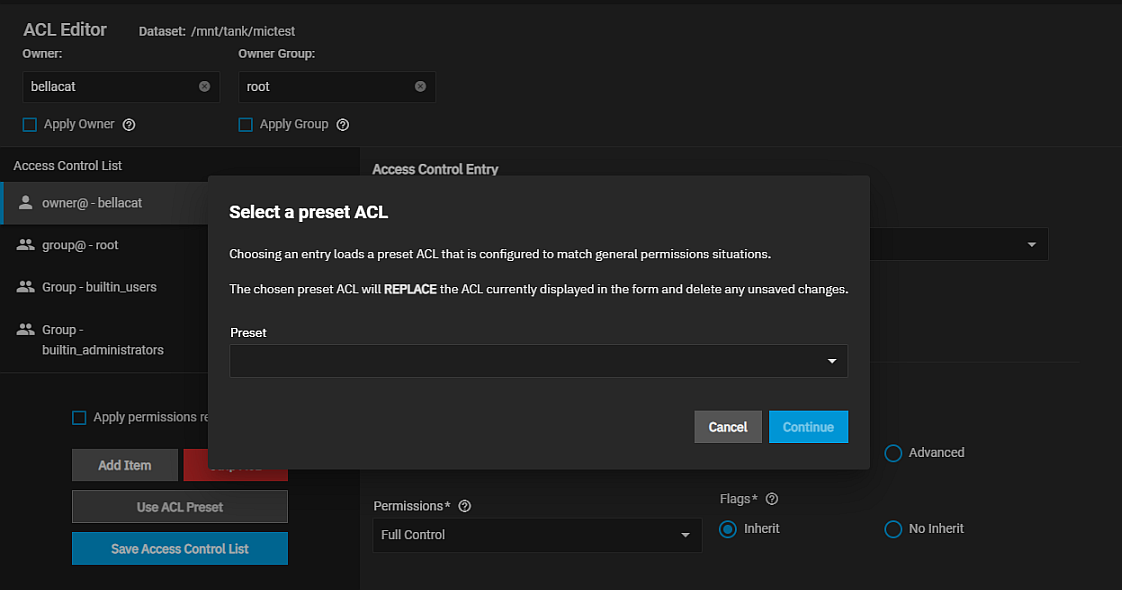 ACL Editor Dataset: /mnt/tank/mictest
Owner: Owner Group:
bellacat root
Apply Owner Apply Group
Access Control List
Access Control Entry
owner@ - bellacat
group@ - root
Group - builtin_users
Group -
builtin_administrators
Select a preset ACL
Choosing an entry loads a preset ACL that is configured to match general permissions situations.
The chosen preset ACL will REPLACE the ACL currently displayed in the form and delete any unsaved changes.
Preset
Cancel Continue
Apply permissions re
Add Item
Use ACL Preset
Save Access Control List
Advanced
Permissions* Flags*
Full Control Inherit No Inherit